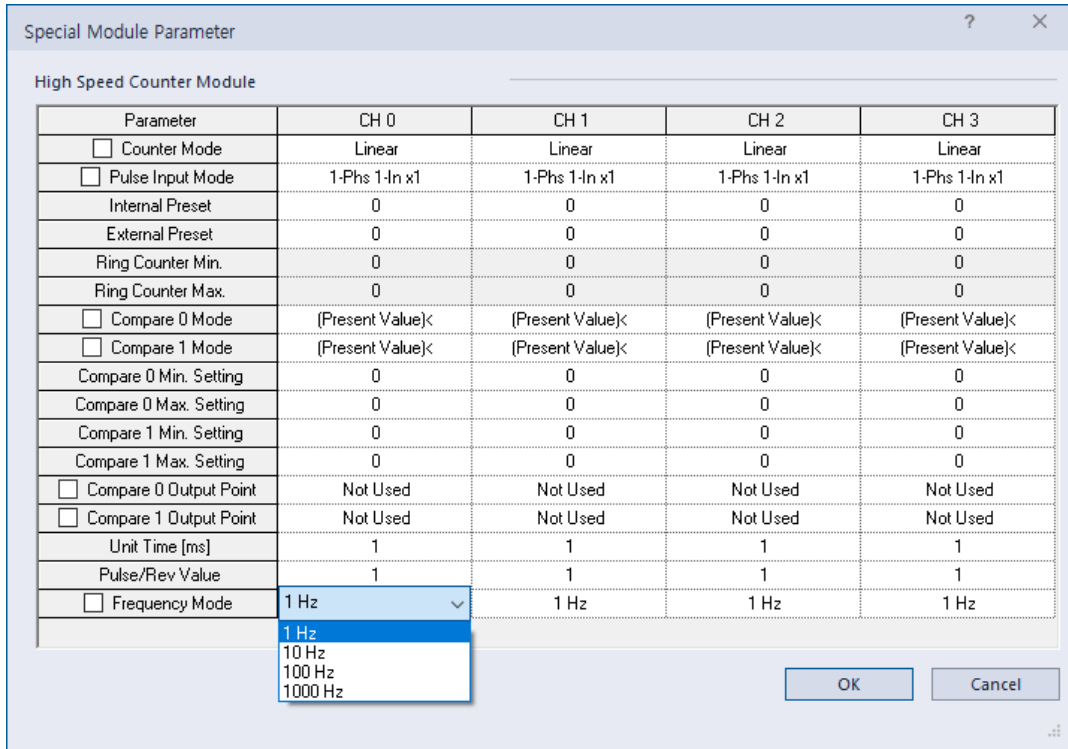 Special Module Parameter
High Speed Counter Module
Parameter CH 0 CH 1 CH 2 CH 3
Counter Mode Linear Linear Linear Linear
Pulse Input Mode 1-Phs 1-In x1 1-Phs 1-In x1 1-Phs 1-In x1 1-Phs 1-In x1
Internal Preset 0 0 0 0
External Preset 0 0 0 0
Ring Counter Min. 0 0 0 0
Ring Counter Max. 0 0 0 0
Compare 0 Mode (Present Value)< (Present Value)< (Present Value)< (Present Value)<
Compare 1 Mode (Present Value)< (Present Value)< (Present Value)< (Present Value)<
Compare 0 Min. Setting 0 0 0 0
Compare 0 Max. Setting 0 0 0 0
Compare 1 Min. Setting 0 0 0 0
Compare 1 Max. Setting 0 0 0 0
Compare 0 Output Point Not Used Not Used Not Used Not Used
Compare 1 Output Point Not Used Not Used Not Used Not Used
Unit Time [ms] 1 1 1 1
Pulse/Rev Value 1 1 1 1
Frequency Mode 1 Hz 1 Hz 1 Hz 1 Hz
1 Hz
10 Hz
100 Hz
1000 Hz
OK Cancel